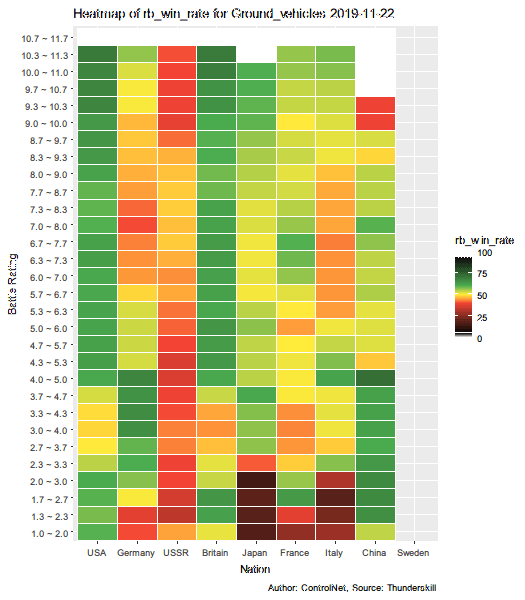 Heatmap of rb_win_rate for Ground_vehicles 2019-11-22
10.7 ~ 11.7
10.3 ~ 11.3
10.0 ~ 11.0
9.7 ~ 10.7
9.3 ~ 10.3
9.0 ~ 10.0
8.7 ~ 9.7
8.3 ~ 9.3
8.0 ~ 9.0
7.7 ~ 8.7
7.3 ~ 8.3
7.0 ~ 8.0
6.7 ~ 7.7
6.3 ~ 7.3
6.0 ~ 7.0
5.7 ~ 6.7
5.3 ~ 6.3
5.0 ~ 6.0
4.7 ~ 5.7
4.3 ~ 5.3
4.0 ~ 5.0
3.7 ~ 4.7
3.3 ~ 4.3
3.0 ~ 4.0
2.7 ~ 3.7
2.3 ~ 3.3
2.0 ~ 3.0
1.7 ~ 2.7
1.3 ~ 2.3
1.0 ~ 2.0
Battle Rating
USA Germany USSR Britain Japan France Italy China Sweden
Nation
rb_win_rate
100
75
50
25
0
Author: ControlNet, Source: Thunderskill